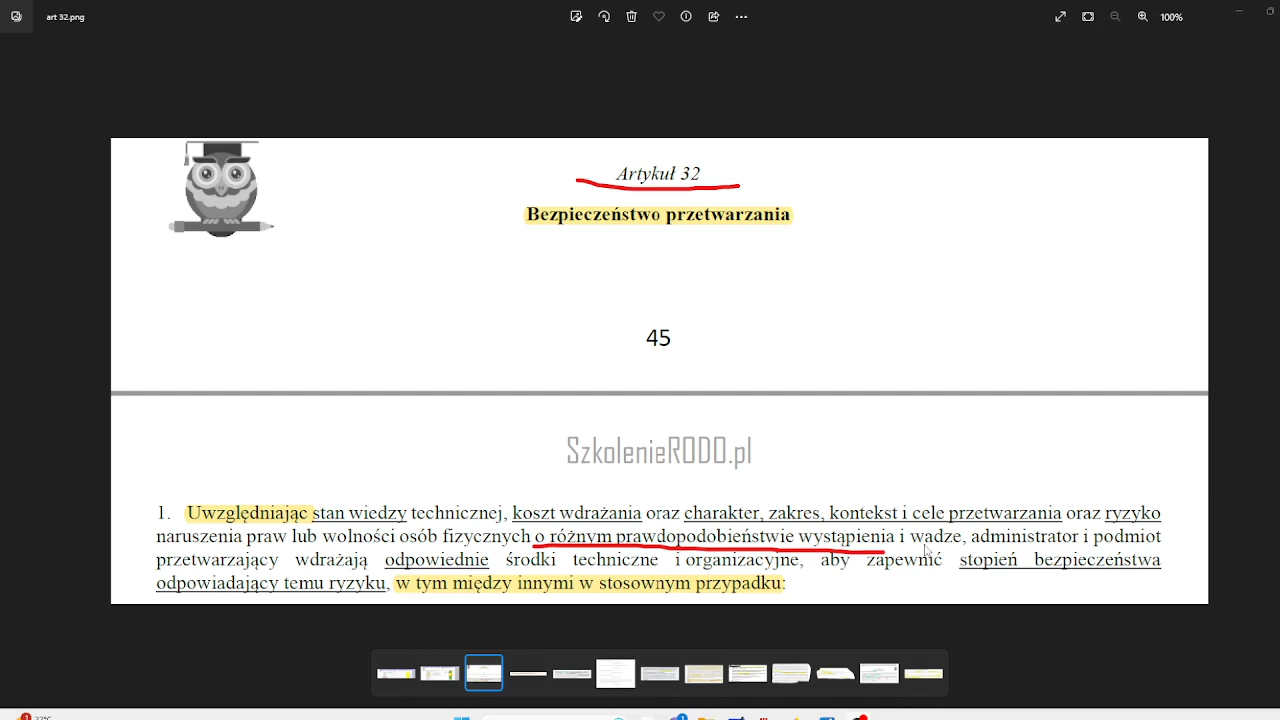 art 32.png
100%
Artykuł 32
Bezpieczeństwo przetwarzania
45
SzkolenieRODO.pl
1. Uwzględniając stan wiedzy technicznej, koszt wdrażania oraz charakter, zakres, kontekst i cele przetwarzania oraz ryzyko
naruszenia praw lub wolności osób fizycznych o różnym prawdopodobieństwie wystąpienia i wadze, administrator i podmiot
przetwarzający wdrażają odpowiednie środki techniczne i organizacyjne, aby zapewnić stopień bezpieczeństwa
odpowiadający temu ryzyku, w tym między innymi w stosownym przypadku: